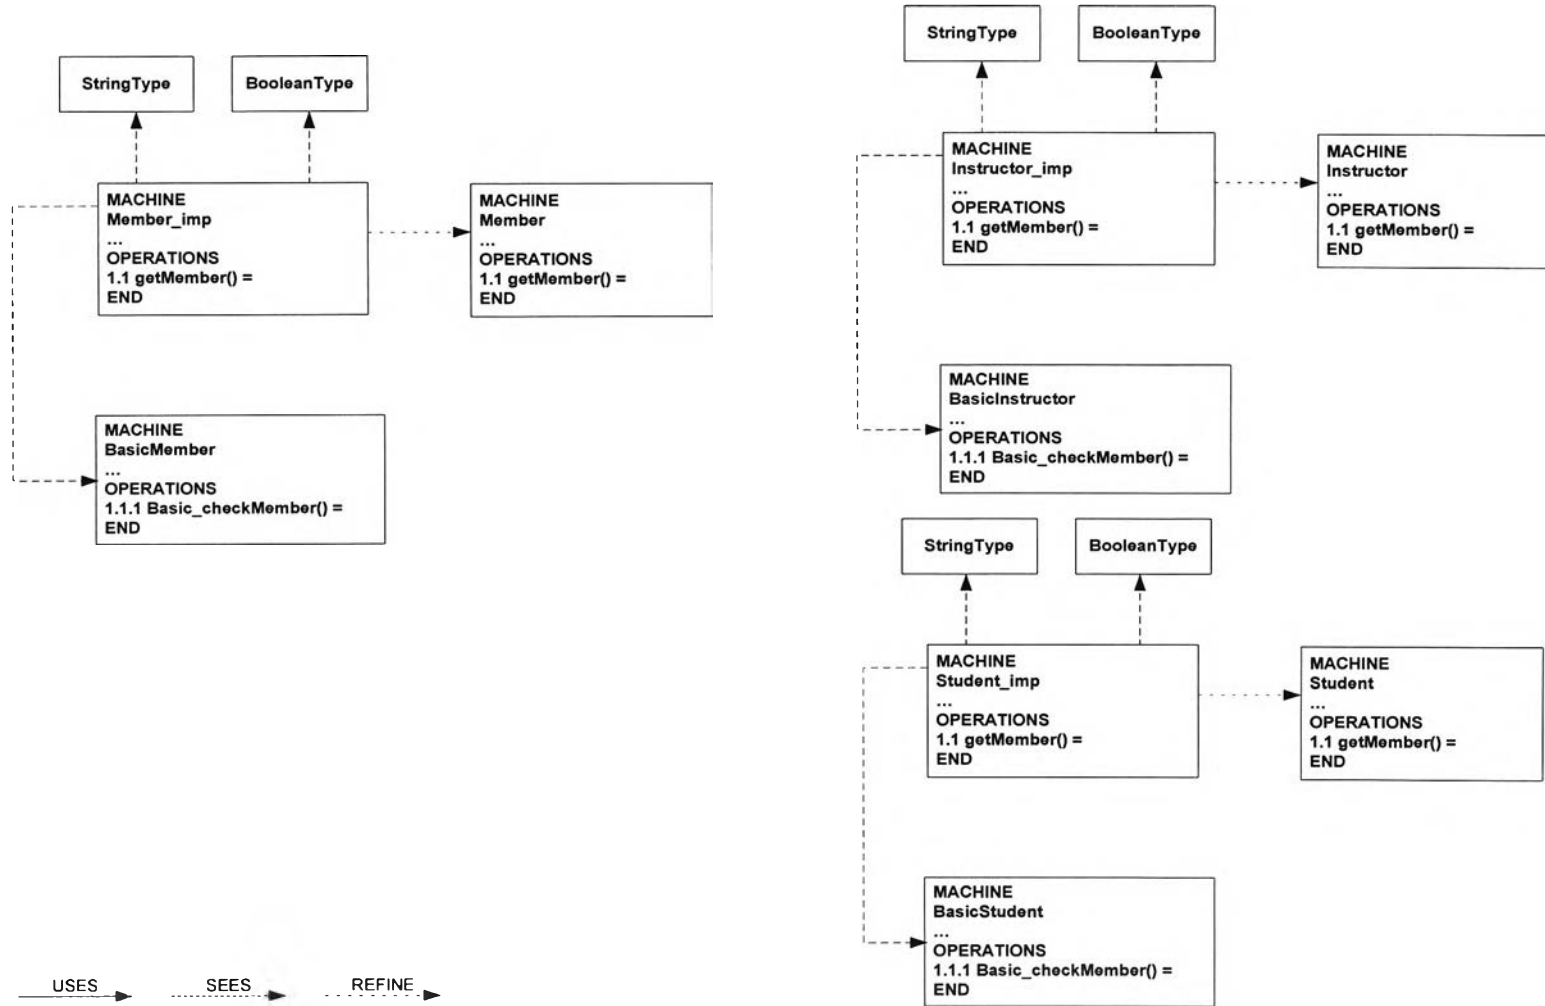 StringType
BooleanType
MACHINE
Member_imp
...
OPERATIONS
1.1 getMember() =
END
MACHINE
Member
...
OPERATIONS
1.1 getMember() =
END
MACHINE
BasicMember
...
OPERATIONS
1.1.1 Basic_checkMember() =
END
StringType
BooleanType
MACHINE
Instructor_imp
...
OPERATIONS
1.1 getMember() =
END
MACHINE
Instructor
...
OPERATIONS
1.1 getMember() =
END
MACHINE
BasicInstructor
...
OPERATIONS
1.1.1 Basic_checkMember() =
END
StringType
BooleanType
MACHINE
Student_imp
...
OPERATIONS
1.1 getMember() =
END
MACHINE
Student
...
OPERATIONS
1.1 getMember() =
END
MACHINE
BasicStudent
...
OPERATIONS
1.1.1 Basic_checkMember() =
END
USES
SEES
REFINE